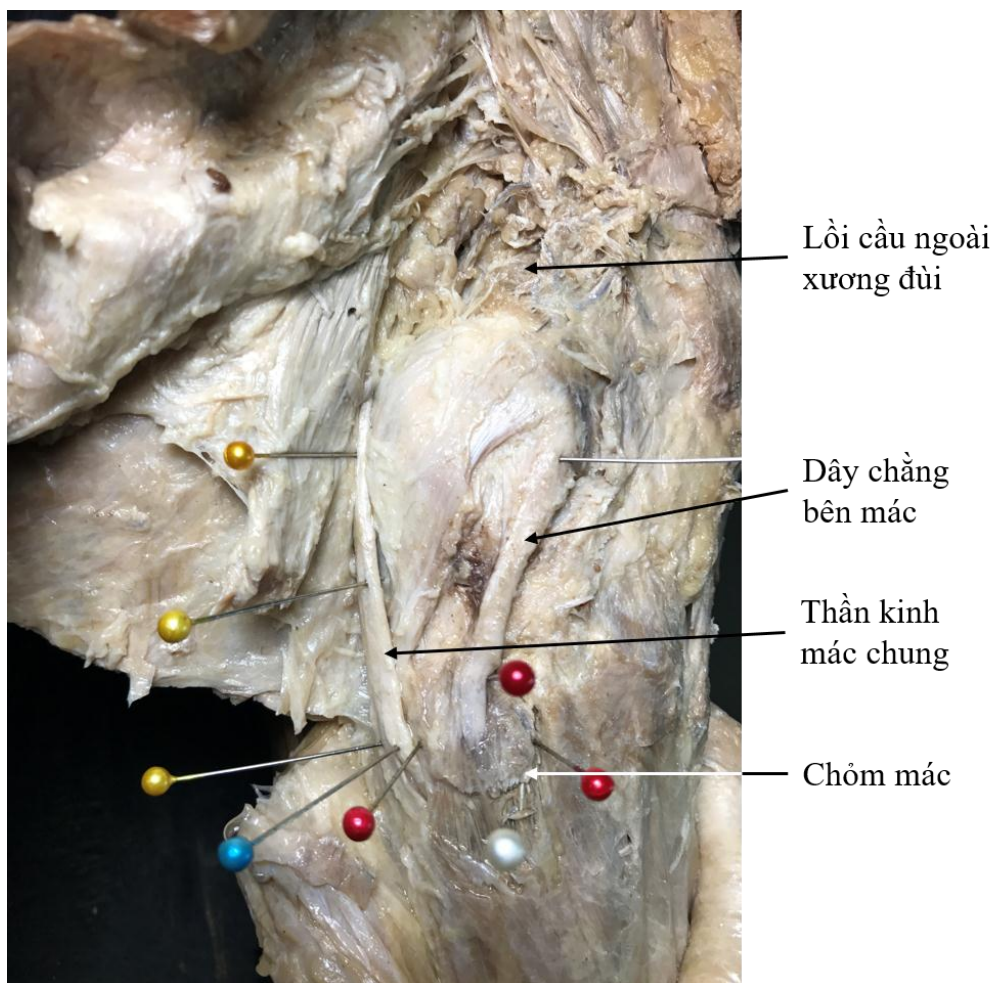 Lồi cầu ngoài
xương đùi
Dây chằng
bên mác
Thần kinh
mác chung
Chỏm mác